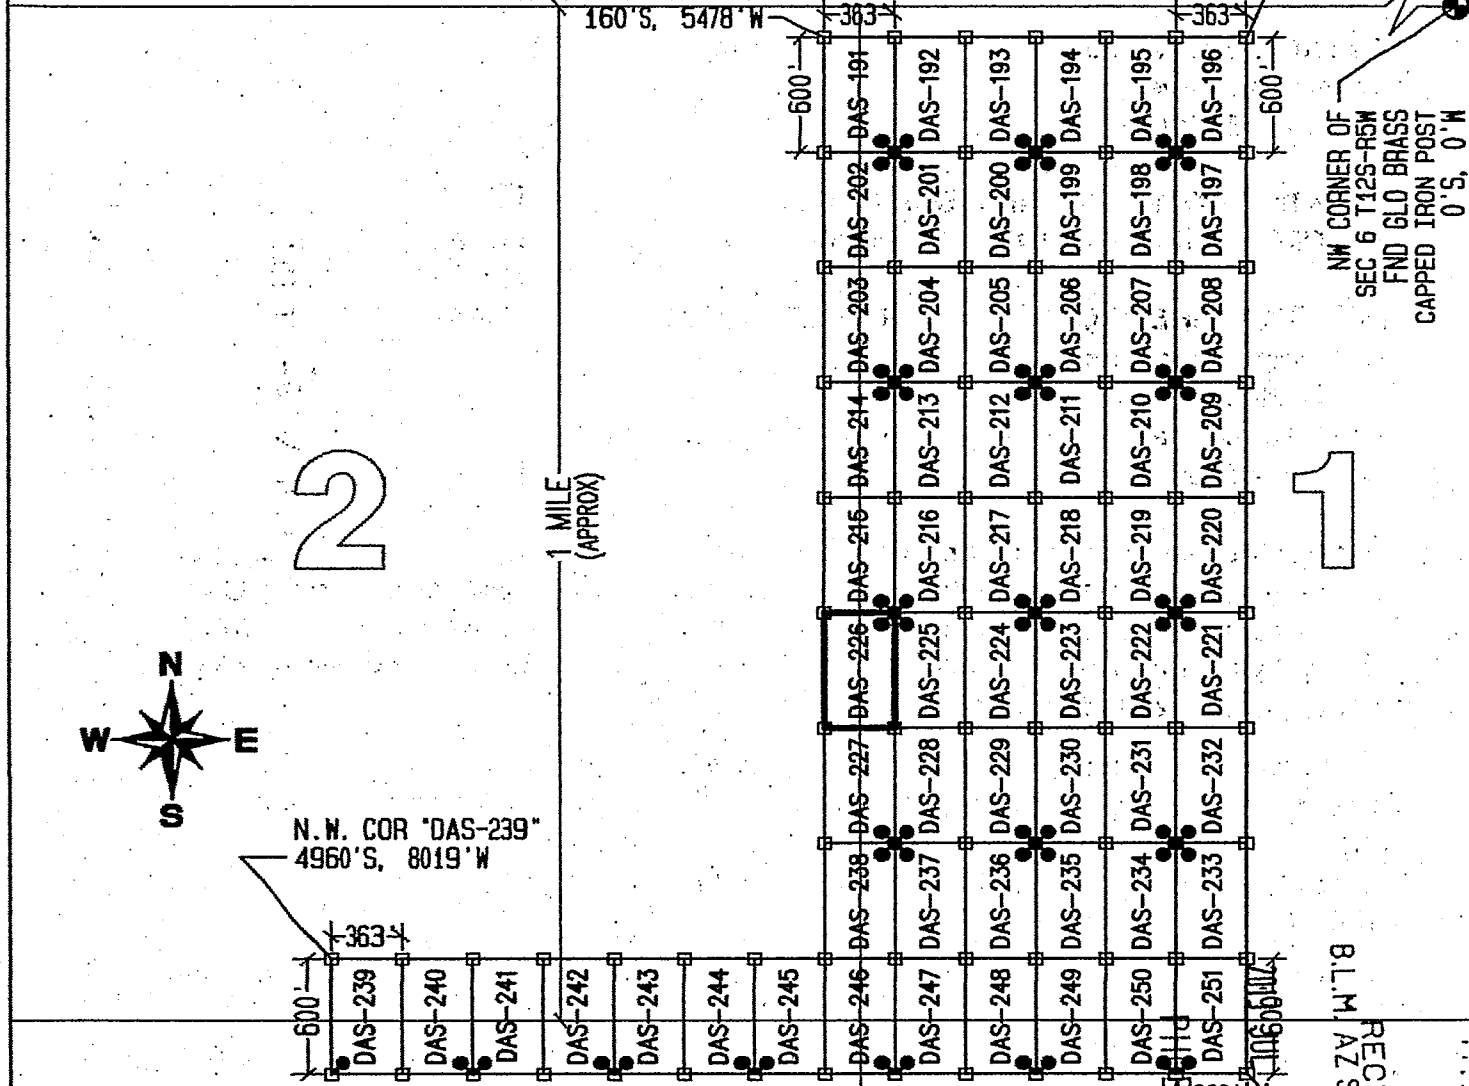 160'S, 5478'W
363
363
600'
600'
DAS-191
DAS-192
DAS-193
DAS-194
DAS-195
DAS-196
NW CORNER OF
SEC 6 T12S-R5W
FND GLO BRASS
CAPPED IRON POST
0'S, 0'W
DAS-202
DAS-201
DAS-200
DAS-199
DAS-198
DAS-197
DAS-203
DAS-204
DAS-205
DAS-206
DAS-207
DAS-208
DAS-214
DAS-213
DAS-212
DAS-211
DAS-210
DAS-209
2
1 MILE
(APPROX)
1
DAS-215
DAS-216
DAS-217
DAS-218
DAS-219
DAS-220
DAS-226
DAS-225
DAS-224
DAS-223
DAS-222
DAS-221
N
W
E
S
DAS-227
DAS-228
DAS-229
DAS-230
DAS-231
DAS-232
N.W. COR "DAS-239"
4960'S, 8019'W
DAS-238
DAS-237
DAS-236
DAS-235
DAS-234
DAS-233
363
600'
DAS-239
DAS-240
DAS-241
DAS-242
DAS-243
DAS-244
DAS-245
DAS-246
DAS-247
DAS-248
DAS-249
DAS-250
DAS-251
REC
B.L.M. AZ S